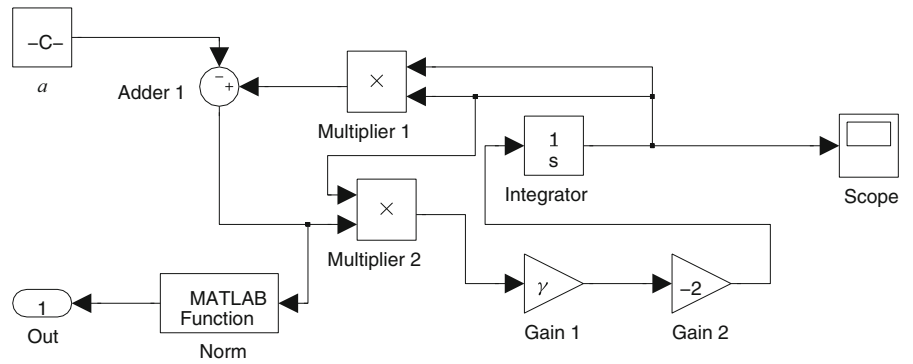 –C–
a
– +
Adder 1
×
Multiplier 1
1
s
Integrator
Scope
×
Multiplier 2
γ
Gain 1
–2
Gain 2
MATLAB
Function
Norm
1
Out